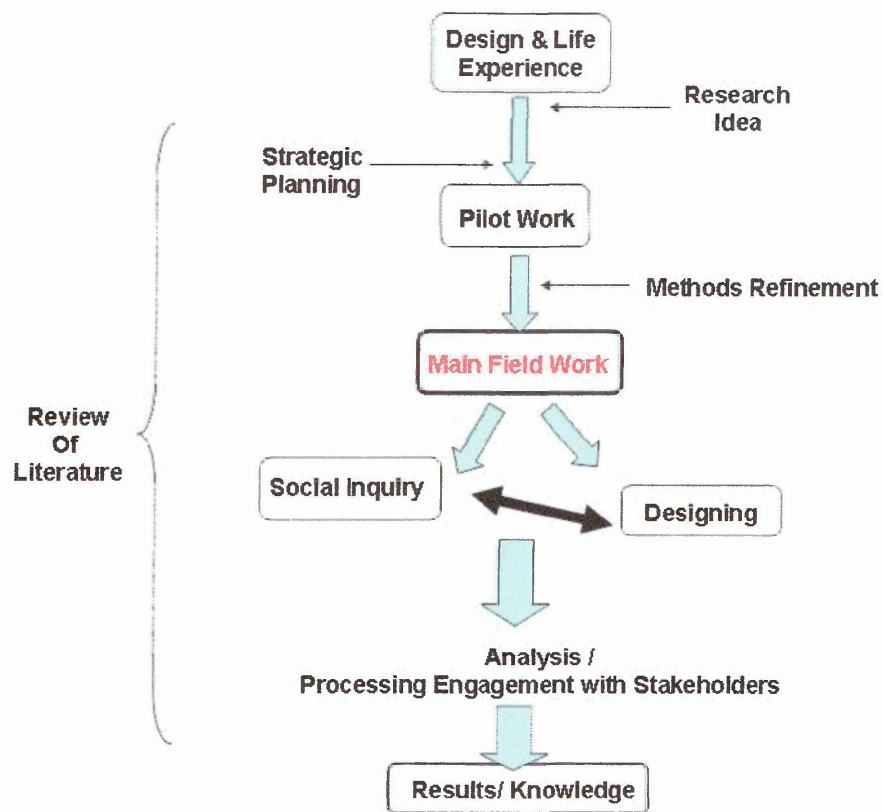 Design & Life
Experience
Research
Idea
Strategic
Planning
Pilot Work
Methods Refinement
Main Field Work
Review
Of
Literature
Social Inquiry
Designing
Analysis /
Processing Engagement with Stakeholders
Results/ Knowledge